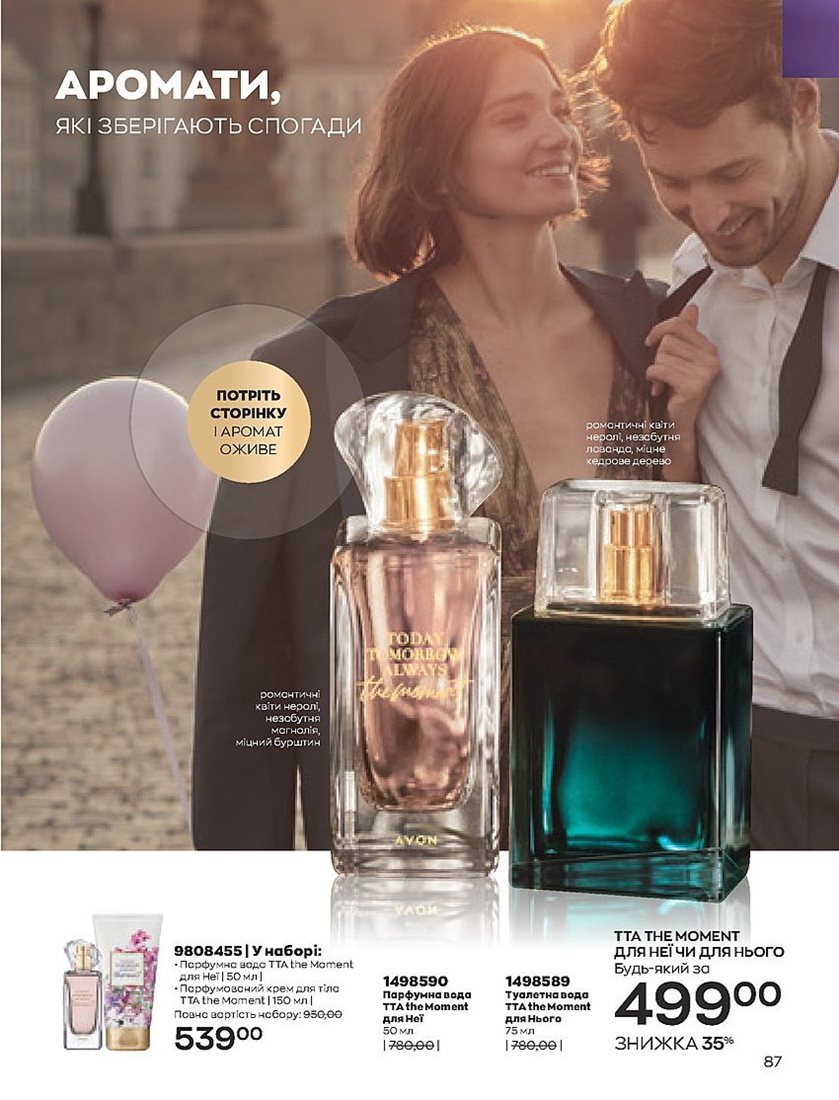 АРОМАТИ,
ЯКІ ЗБЕРІГАЮТЬ СПОГАДИ
ПОТРІТЬ
СТОРІНКУ
І АРОМАТ
ОЖИВЕ
романтичні квіти
неролі, незабутня
лаванда, міцне
кедрове дерево
TODAY
TOMORROW
ALWAYS
the moment
романтичні
квіти неролі,
незабутня
магнолія,
міцний бурштин
AVON
9808455 | У наборі:
• Парфумна вода TTA the Moment
для Неї | 50 мл |
• Парфумований крем для тіла
TTA the Moment | 150 мл |
Повна вартість набору: 950,00
539 00
1498590
Парфумна вода
TTA the Moment
для Неї
50 мл
| 780,00 |
1498589
Туалетна вода
TTA the Moment
для Нього
75 мл
| 780,00 |
TTA THE MOMENT
ДЛЯ НЕЇ ЧИ ДЛЯ НЬОГО
Будь-який за
499 00
ЗНИЖКА 35%
87